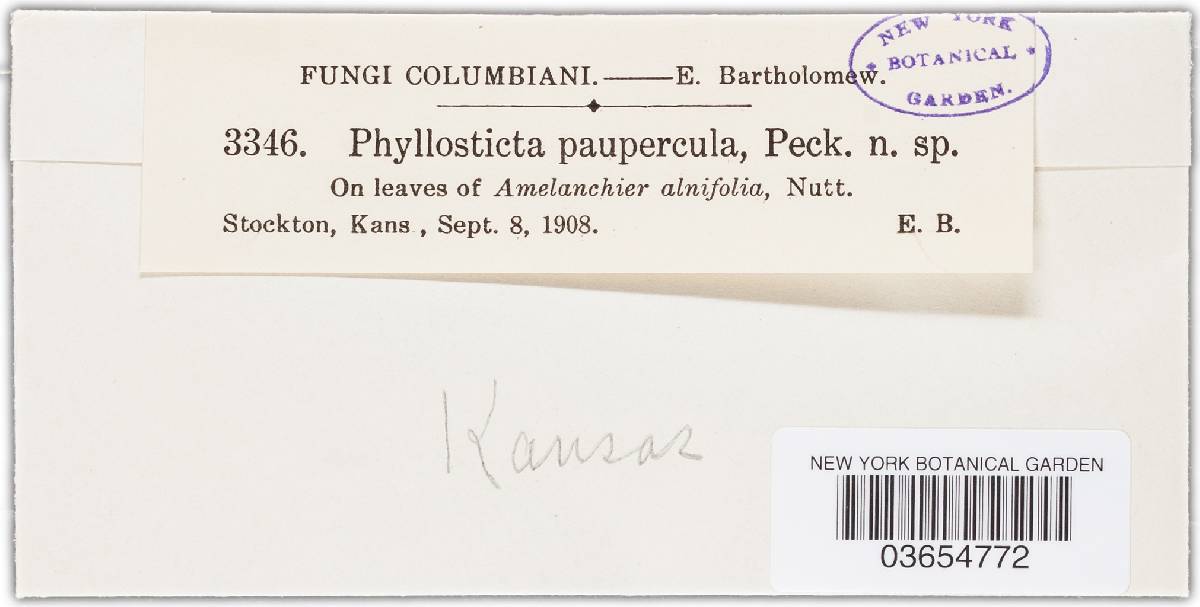 NEW YORK
* BOTANICAL *
GARDEN.
FUNGI COLUMBIANI.——E. Bartholomew.
3346. Phyllosticta paupercula, Peck. n. sp.
On leaves of Amelanchier alnifolia, Nutt.
Stockton, Kans , Sept. 8, 1908. E. B.
Kansas
NEW YORK BOTANICAL GARDEN
03654772